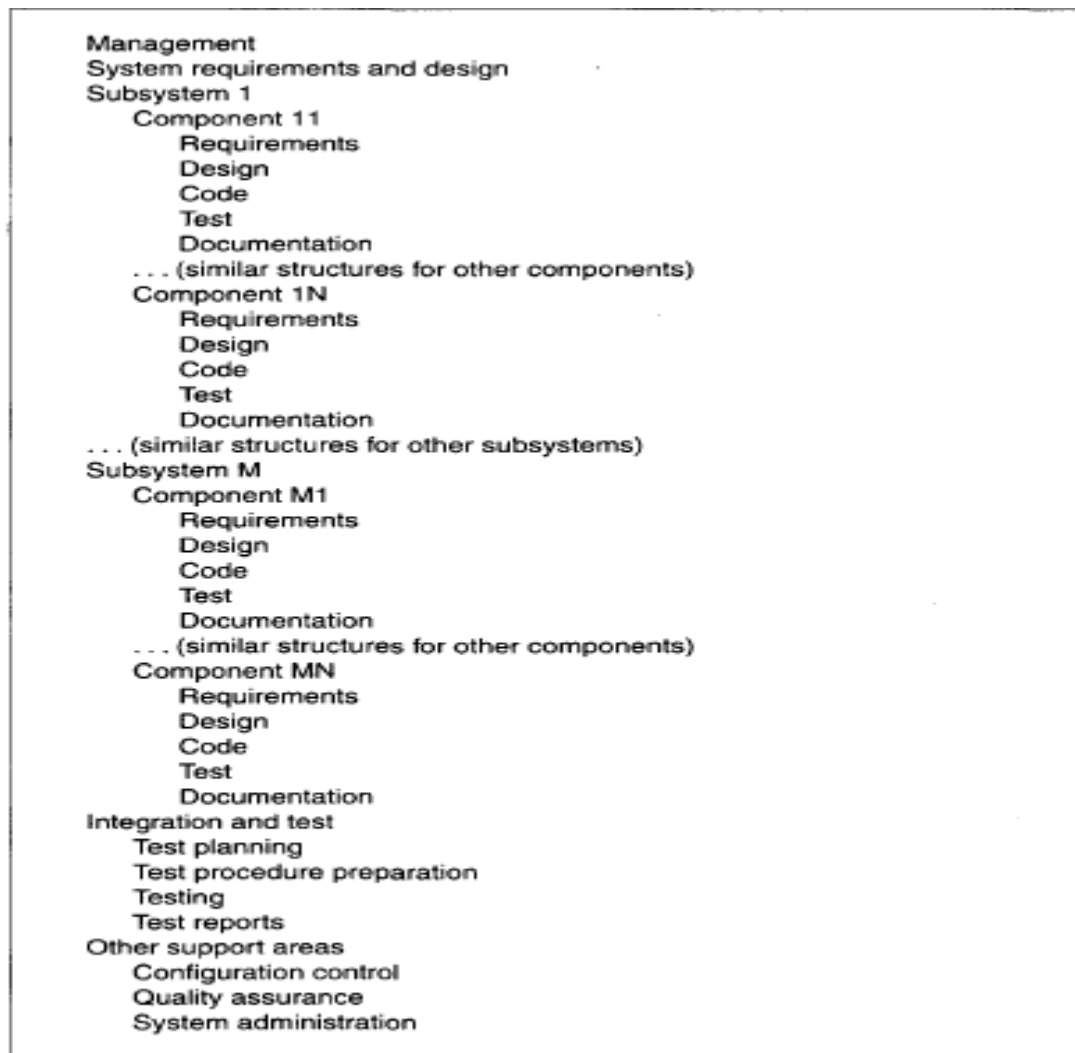 Management
System requirements and design
Subsystem 1
Component 11
Requirements
Design
Code
Test
Documentation
. . . (similar structures for other components)
Component 1N
Requirements
Design
Code
Test
Documentation
. . . (similar structures for other subsystems)
Subsystem M
Component M1
Requirements
Design
Code
Test
Documentation
. . . (similar structures for other components)
Component MN
Requirements
Design
Code
Test
Documentation
Integration and test
Test planning
Test procedure preparation
Testing
Test reports
Other support areas
Configuration control
Quality assurance
System administration